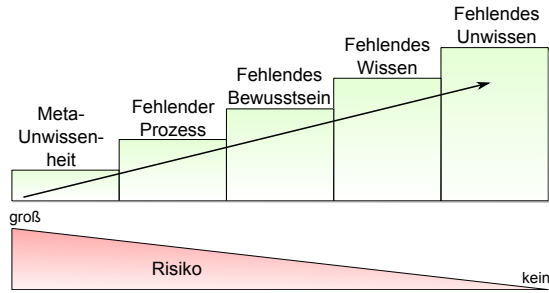 Meta-
Unwissen-
heit
Fehlender
Prozess
Fehlendes
Bewusstsein
Fehlendes
Wissen
Fehlendes
Unwissen
groß
Risiko
kein